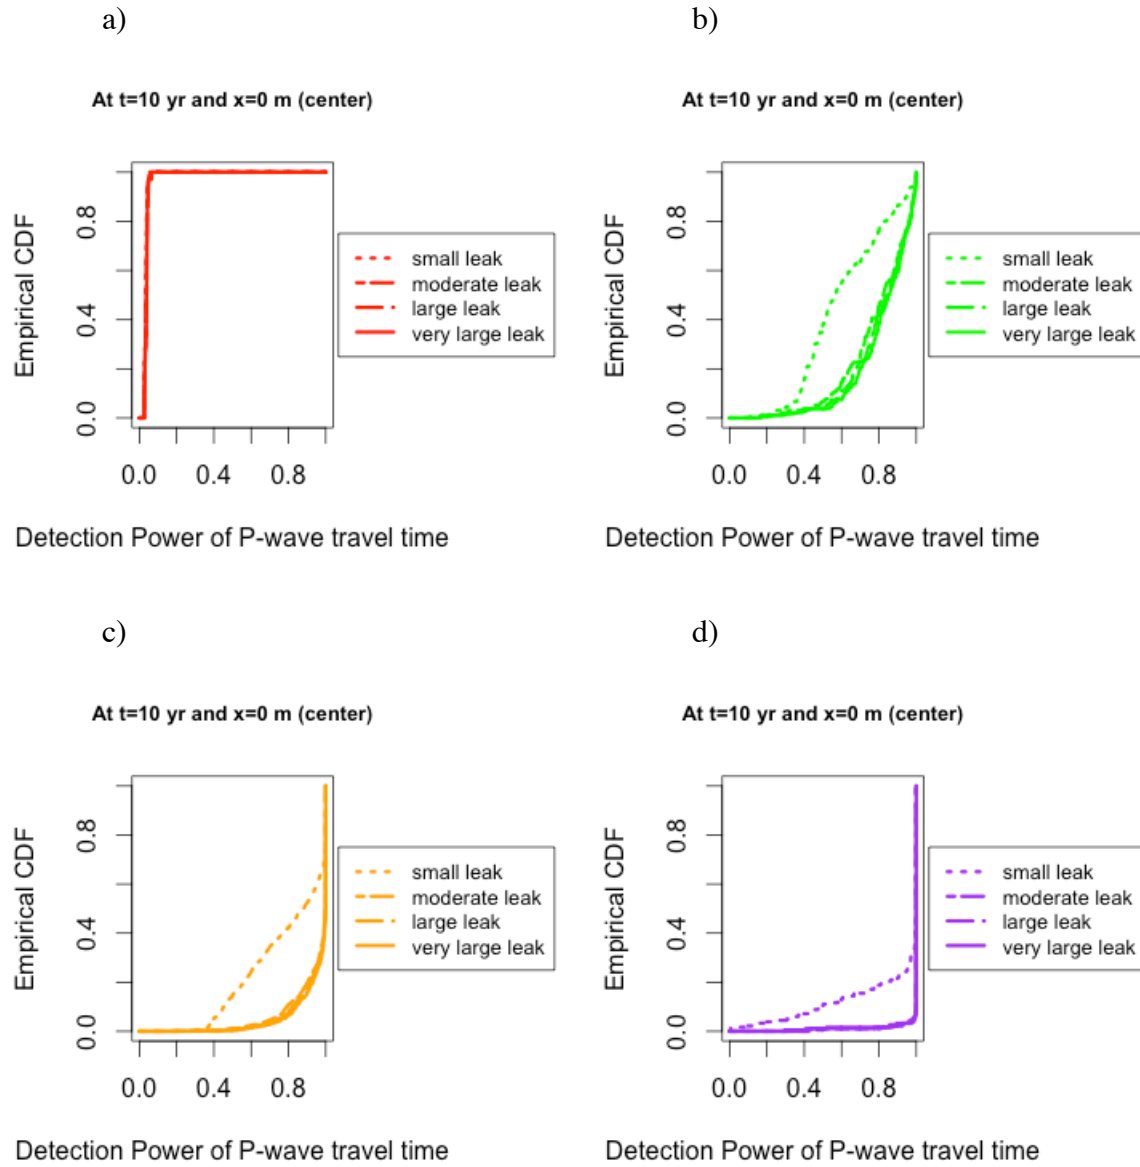 a)
At t=10 yr and x=0 m (center)
Empirical CDF
0.8
0.4
0.0
small leak
moderate leak
large leak
very large leak
0.0 0.4 0.8
Detection Power of P-wave travel time
b)
At t=10 yr and x=0 m (center)
Empirical CDF
0.8
0.4
0.0
small leak
moderate leak
large leak
very large leak
0.0 0.4 0.8
Detection Power of P-wave travel time
c)
At t=10 yr and x=0 m (center)
Empirical CDF
0.8
0.4
0.0
small leak
moderate leak
large leak
very large leak
0.0 0.4 0.8
Detection Power of P-wave travel time
d)
At t=10 yr and x=0 m (center)
Empirical CDF
0.8
0.4
0.0
small leak
moderate leak
large leak
very large leak
0.0 0.4 0.8
Detection Power of P-wave travel time